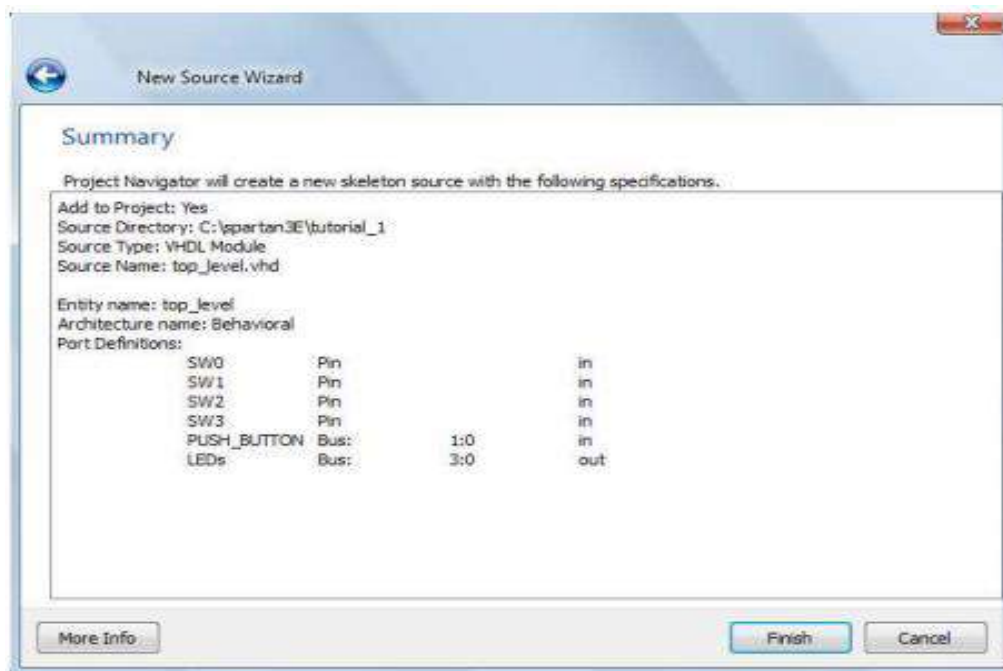 New Source Wizard
Summary
Project Navigator will create a new skeleton source with the following specifications.
Add to Project: Yes
Source Directory: C:\spartan3E\tutorial_1
Source Type: VHDL Module
Source Name: top_level.vhd
Entity name: top_level
Architecture name: Behavioral
Port Definitions:
SW0 Pin in
SW1 Pin in
SW2 Pin in
SW3 Pin in
PUSH_BUTTON Bus: 1:0 in
LEDs Bus: 3:0 out
More Info Finish Cancel